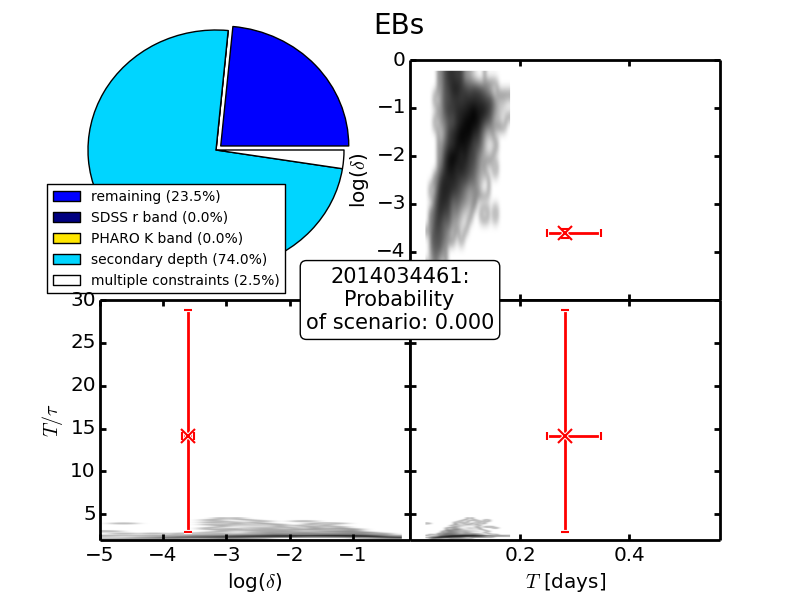 EBs
remaining (23.5%)
SDSS r band (0.0%)
PHARO K band (0.0%)
secondary depth (74.0%)
multiple constraints (2.5%)
0
−1
−2
−3
−4
log(δ)
2014034461:
Probability
of scenario: 0.000
30
25
20
15
10
5
T/τ
−5 −4 −3 −2 −1
log(δ)
0.2 0.4
T [days]